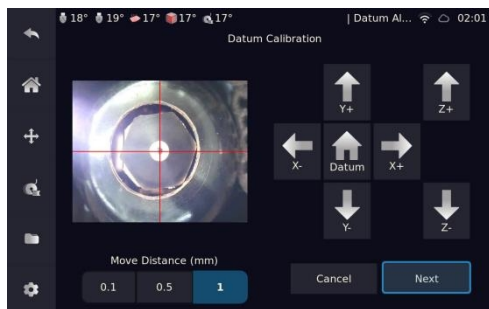 18° 19° 17° 17° 17° | Datum Al... 02:01
Datum Calibration
Y+ Z+
X- Datum X+
Y- Z-
Move Distance (mm)
0.1 0.5 1
Cancel Next